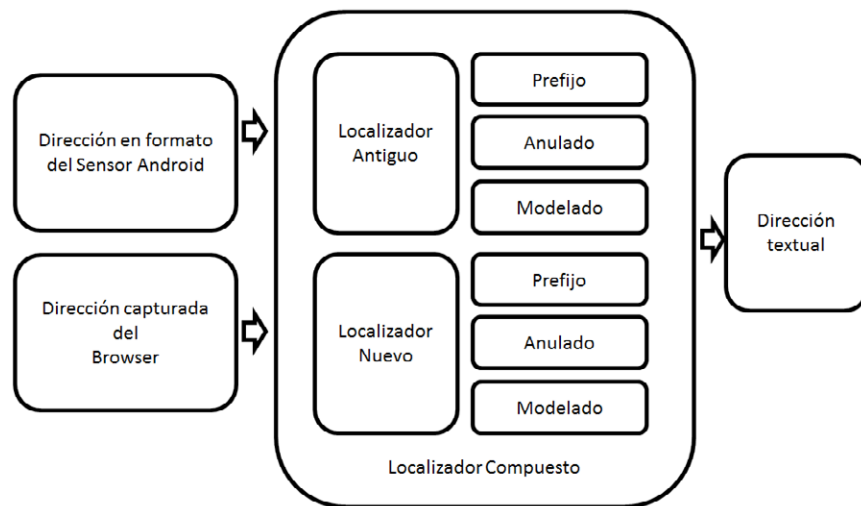 Dirección en formato
del Sensor Android
Dirección capturada
del
Browser
Localizador
Antiguo
Prefijo
Anulado
Modelado
Localizador
Nuevo
Prefijo
Anulado
Modelado
Localizador Compuesto
Dirección
textual